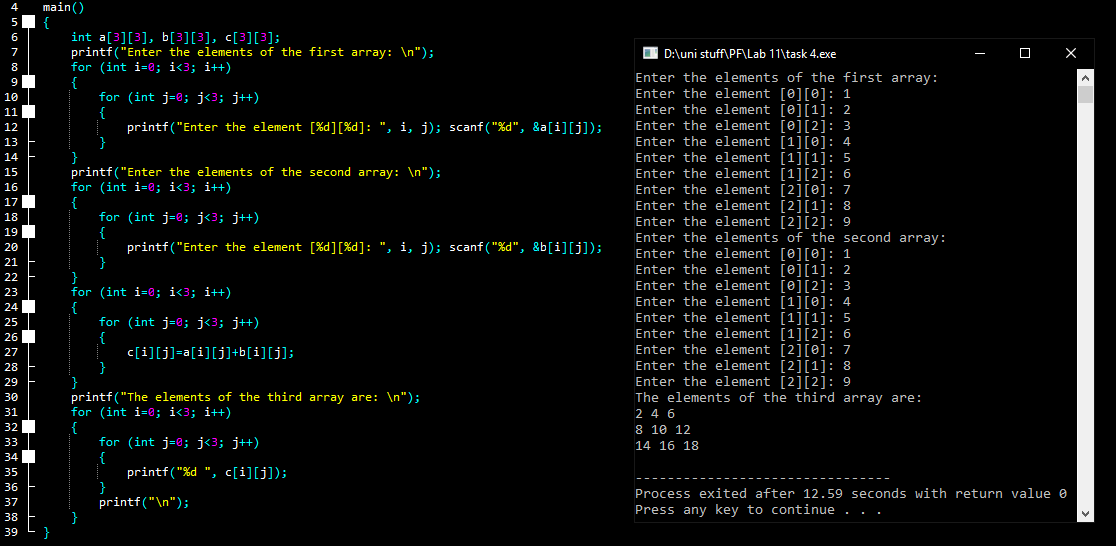 4 main()
5 {
6 int a[3][3], b[3][3], c[3][3];
7 printf("Enter the elements of the first array: \n");
8 for (int i=0; i<3; i++)
9 {
10 for (int j=0; j<3; j++)
11 {
12 printf("Enter the element [%d][%d]: ", i, j); scanf("%d", &a[i][j]);
13 }
14 }
15 printf("Enter the elements of the second array: \n");
16 for (int i=0; i<3; i++)
17 {
18 for (int j=0; j<3; j++)
19 {
20 printf("Enter the element [%d][%d]: ", i, j); scanf("%d", &b[i][j]);
21 }
22 }
23 for (int i=0; i<3; i++)
24 {
25 for (int j=0; j<3; j++)
26 {
27 c[i][j]=a[i][j]+b[i][j];
28 }
29 }
30 printf("The elements of the third array are: \n");
31 for (int i=0; i<3; i++)
32 {
33 for (int j=0; j<3; j++)
34 {
35 printf("%d ", c[i][j]);
36 }
37 printf("\n");
38 }
39 }
D:\uni stuff\PF\Lab 11\task 4.exe
Enter the elements of the first array:
Enter the element [0][0]: 1
Enter the element [0][1]: 2
Enter the element [0][2]: 3
Enter the element [1][0]: 4
Enter the element [1][1]: 5
Enter the element [1][2]: 6
Enter the element [2][0]: 7
Enter the element [2][1]: 8
Enter the element [2][2]: 9
Enter the elements of the second array:
Enter the element [0][0]: 1
Enter the element [0][1]: 2
Enter the element [0][2]: 3
Enter the element [1][0]: 4
Enter the element [1][1]: 5
Enter the element [1][2]: 6
Enter the element [2][0]: 7
Enter the element [2][1]: 8
Enter the element [2][2]: 9
The elements of the third array are:
2 4 6
8 10 12
14 16 18
--------------------------------
Process exited after 12.59 seconds with return value 0
Press any key to continue . . .